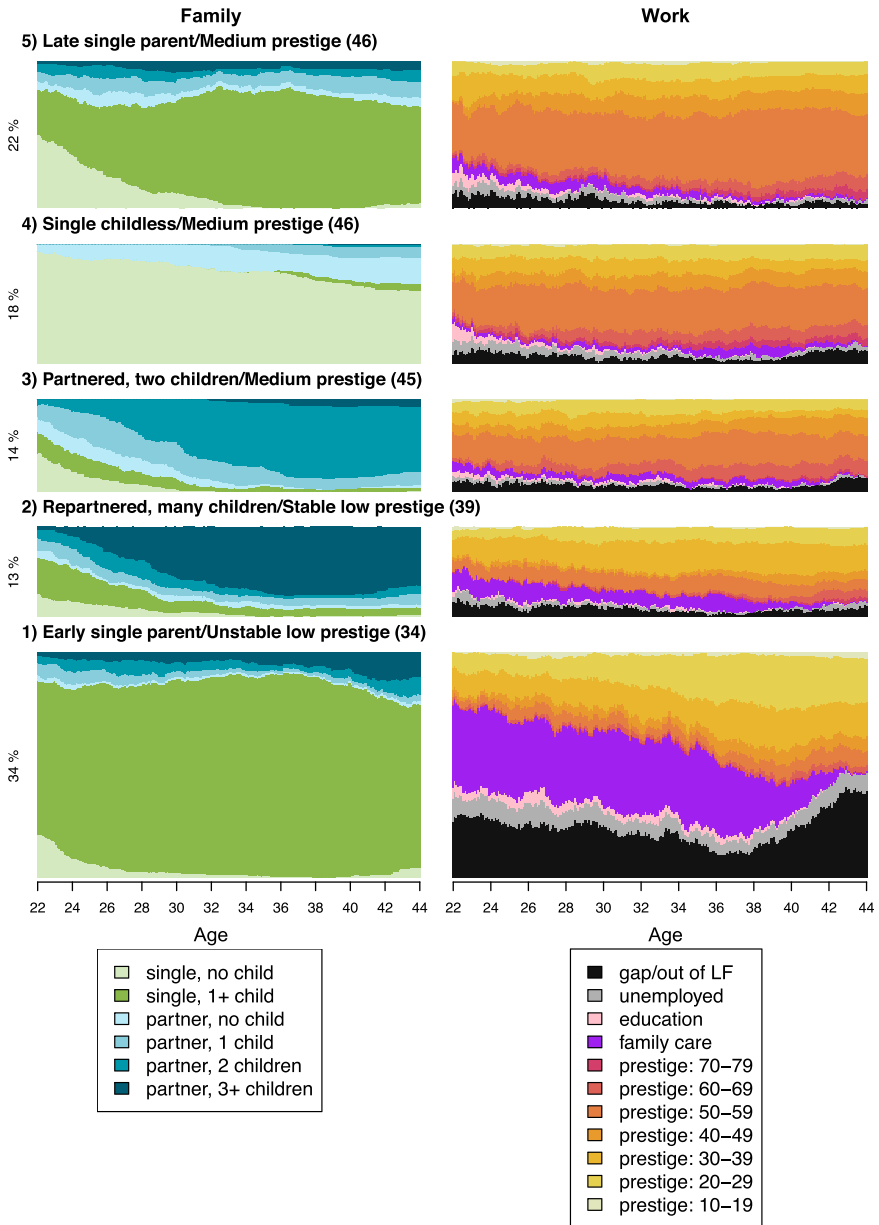 Family Work
5) Late single parent/Medium prestige (46)
22 %
4) Single childless/Medium prestige (46)
18 %
3) Partnered, two children/Medium prestige (45)
14 %
2) Repartnered, many children/Stable low prestige (39)
13 %
1) Early single parent/Unstable low prestige (34)
34 %
22 24 26 28 30 32 34 36 38 40 42 44
22 24 26 28 30 32 34 36 38 40 42 44
Age
Age
single, no child
single, 1+ child
partner, no child
partner, 1 child
partner, 2 children
partner, 3+ children
gap/out of LF
unemployed
education
family care
prestige: 70–79
prestige: 60–69
prestige: 50–59
prestige: 40–49
prestige: 30–39
prestige: 20–29
prestige: 10–19